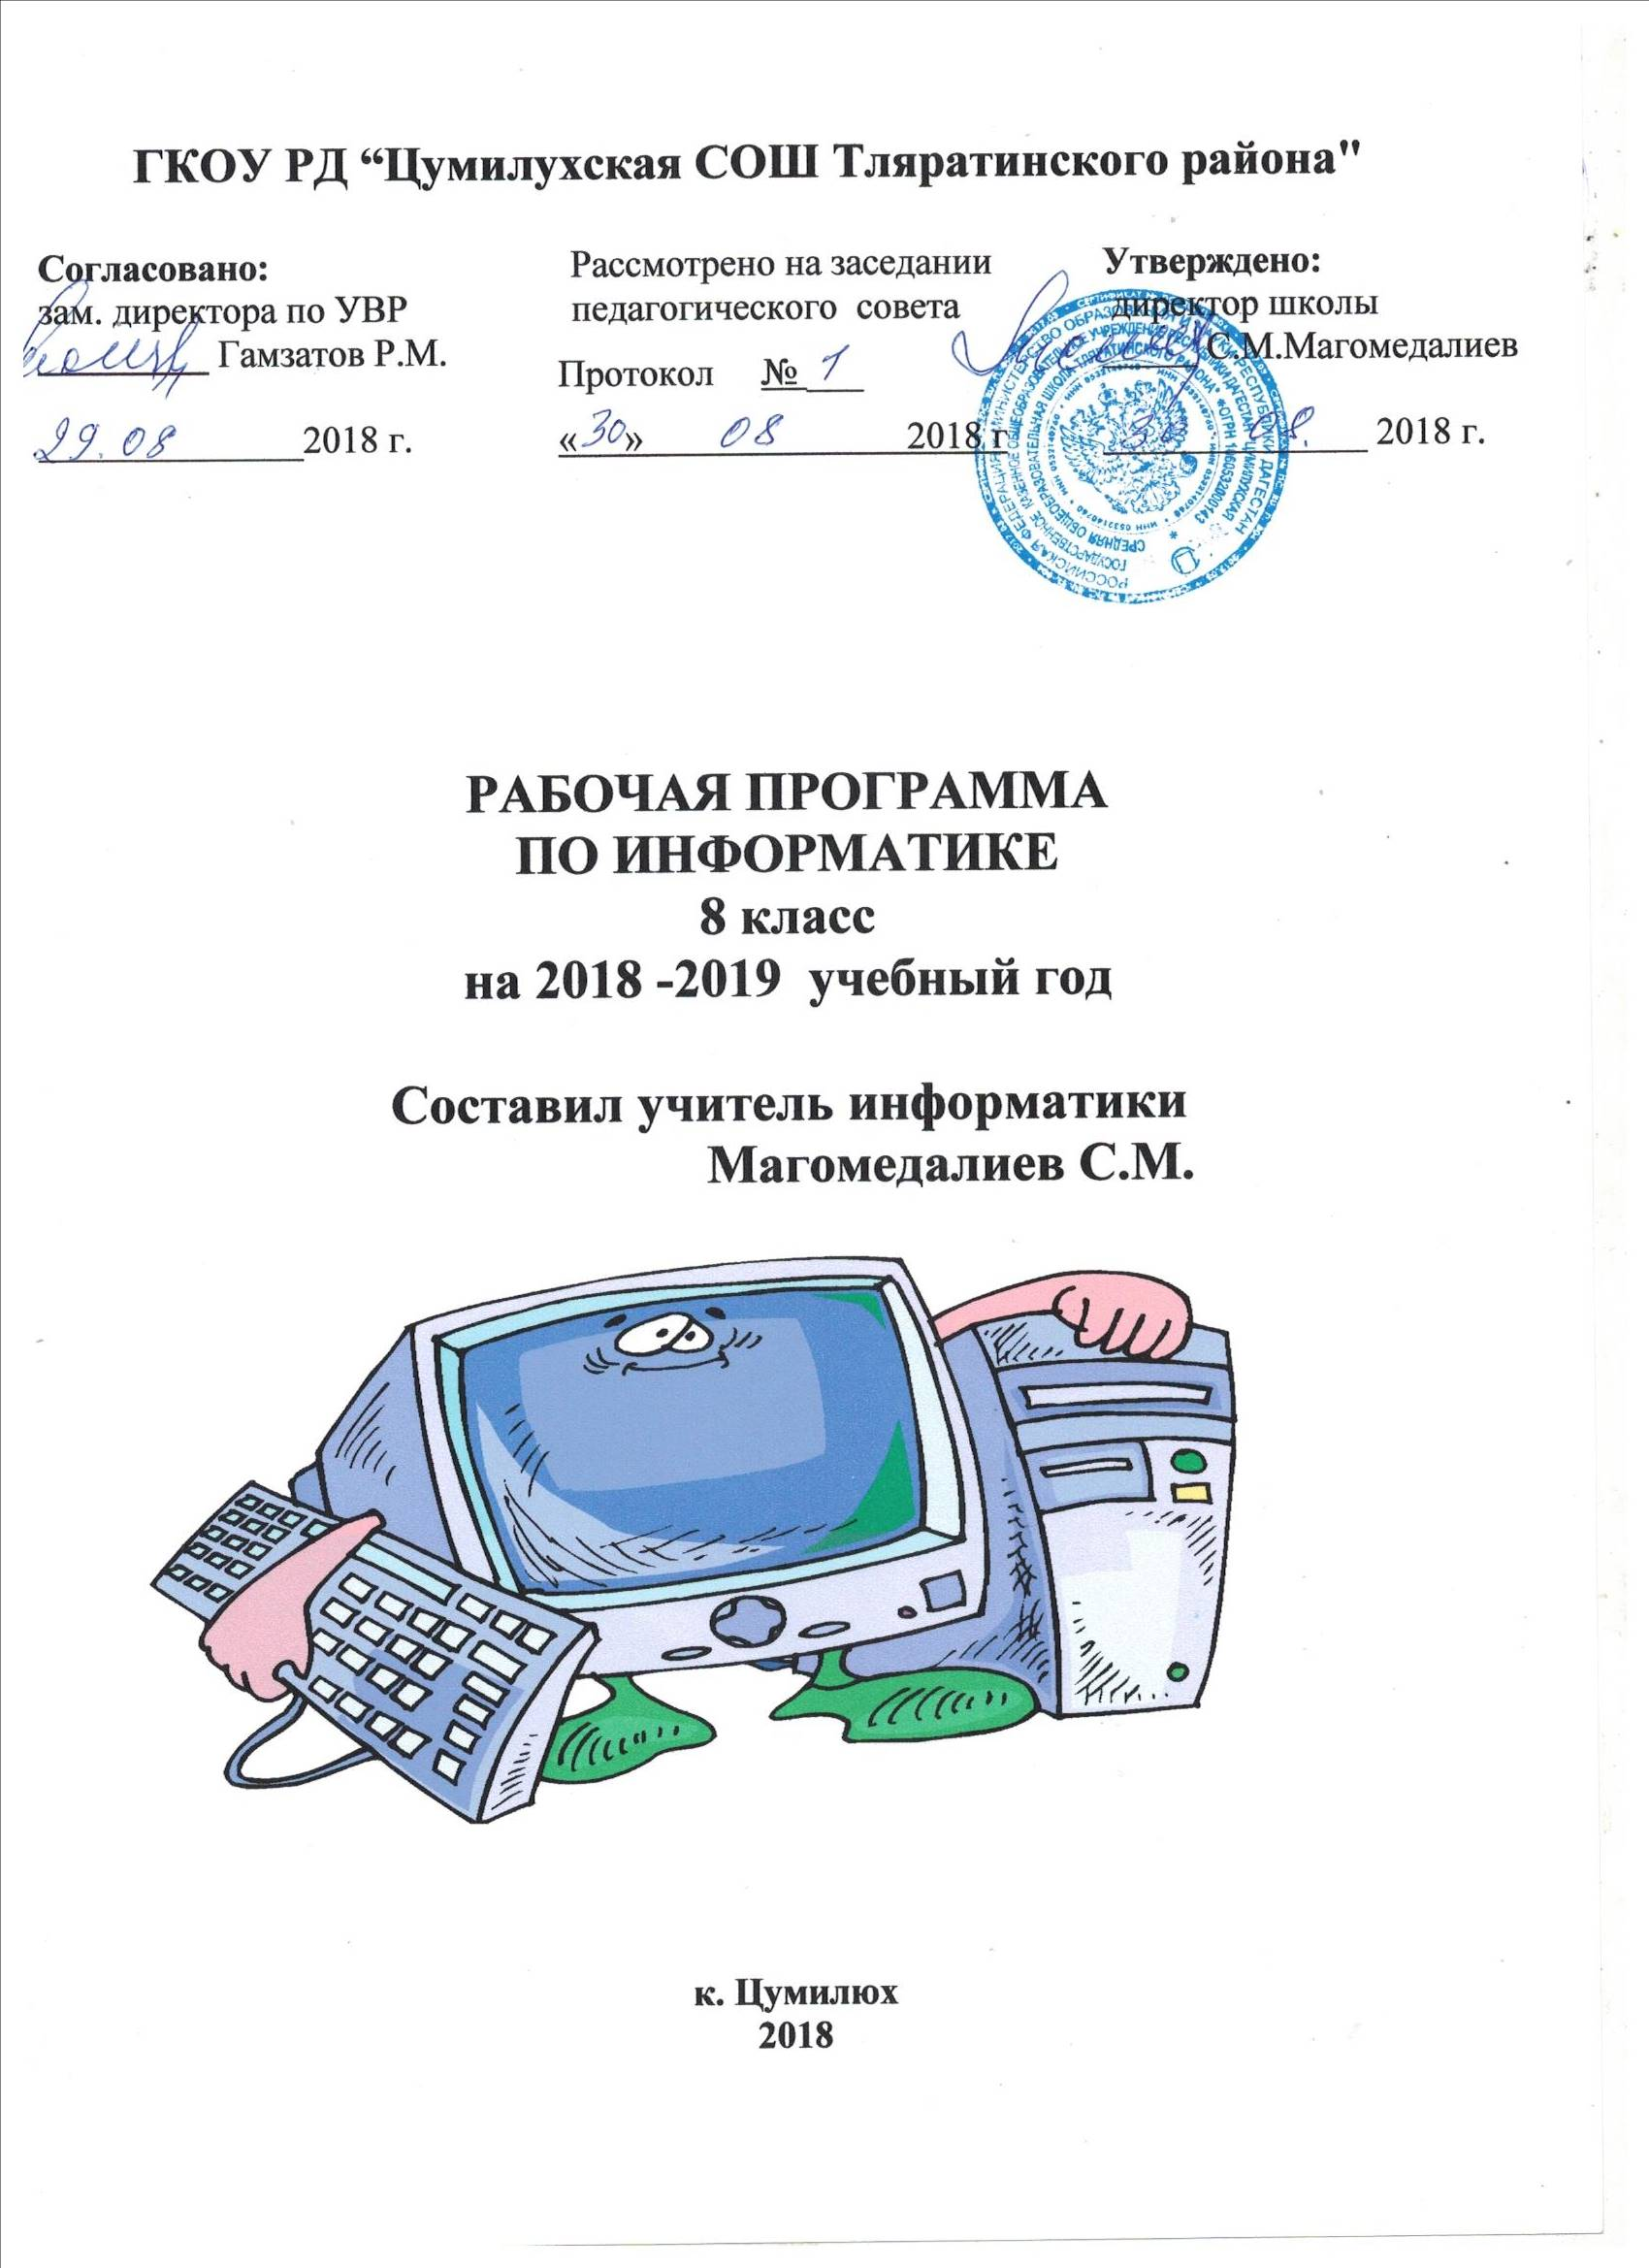 ГКОУ РД “Цумилухская СОШ Тляратинского района"
Согласовано:
зам. директора по УВР
Гамзатов Р.М.
29.08 2018 г.
Рассмотрено на заседании
педагогического совета
Протокол № 1
«30» 08 2018 г
Утверждено:
директор школы
С.М.Магомедалиев
30 08. 2018 г.
РАБОЧАЯ ПРОГРАММА
ПО ИНФОРМАТИКЕ
8 класс
на 2018 -2019 учебный год
Составил учитель информатики
Магомедалиев С.М.
к. Цумилюх
2018